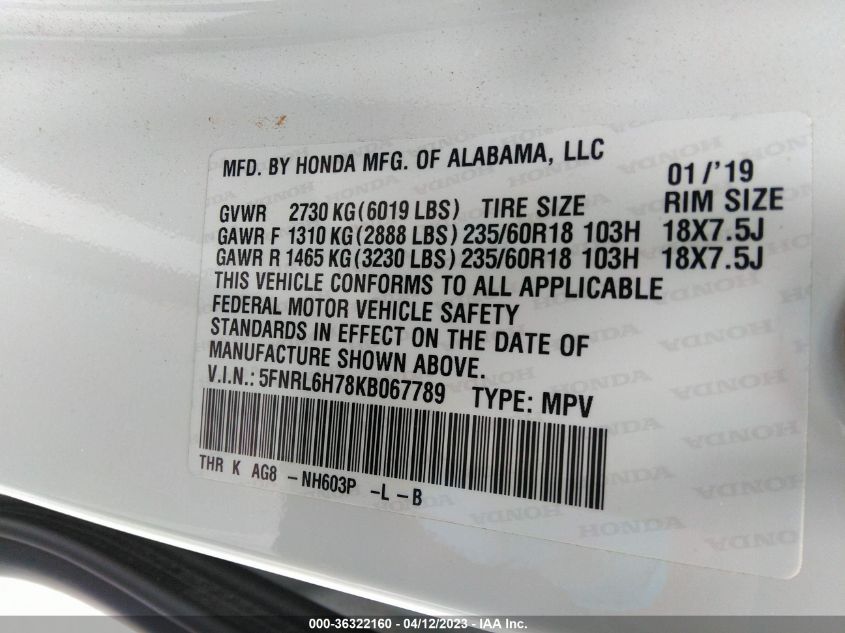 MFD. BY HONDA MFG. OF ALABAMA, LLC
01/'19
GVWR 2730 KG(6019 LBS) TIRE SIZE RIM SIZE
GAWR F 1310 KG(2888 LBS) 235/60R18 103H 18X7.5J
GAWR R 1465 KG(3230 LBS) 235/60R18 103H 18X7.5J
THIS VEHICLE CONFORMS TO ALL APPLICABLE
FEDERAL MOTOR VEHICLE SAFETY
STANDARDS IN EFFECT ON THE DATE OF
MANUFACTURE SHOWN ABOVE.
V.I.N.: 5FNRL6H78KB067789 TYPE: MPV
THR K AG8 -NH603P -L -B
HONDA
000-36322160 - 04/12/2023 - IAA Inc.